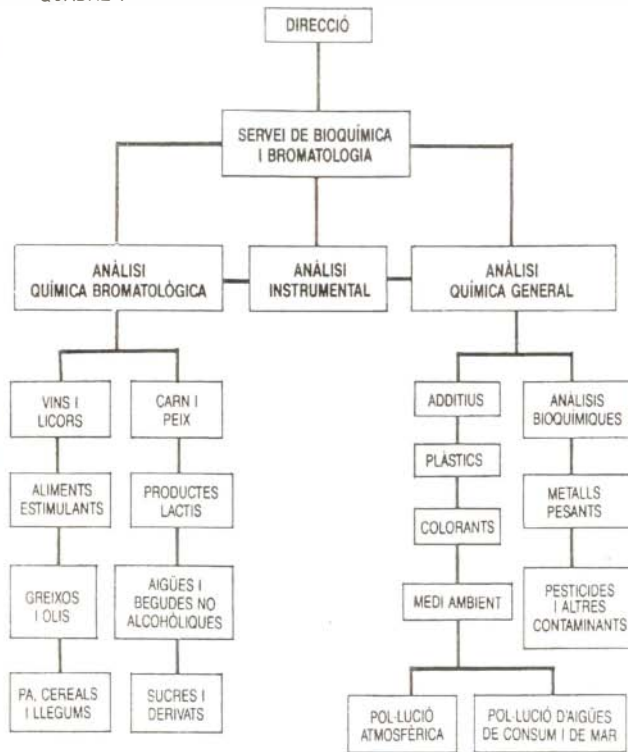 DIRECCIÓ
SERVEI DE BIOQUÍMICA
I BROMATOLOGIA
ANÀLISI
QUÍMICA BROMATOLÒGICA
ANÀLISI
INSTRUMENTAL
ANÀLISI
QUÍMICA GENERAL
VINS I
LICORS
ALIMENTS
ESTIMULANTS
GREIXOS
I OLIS
PA, CEREALS
I LLEGUMS
CARN I
PEIX
PRODUCTES
LACTIS
AIGÜES I
BEGUDES NO
ALCOHÒLIQUES
SUCRES I
DERIVATS
ADDITIUS
PLÀSTICS
COLORANTS
MEDI AMBIENT
POL·LUCIÓ
ATMOSFÈRICA
POL·LUCIÓ D'AIGÜES
DE CONSUM I DE MAR
ANÀLISIS
BIOQUÍMIQUES
METALLS
PESANTS
PESTICIDES
I ALTRES
CONTAMINANTS